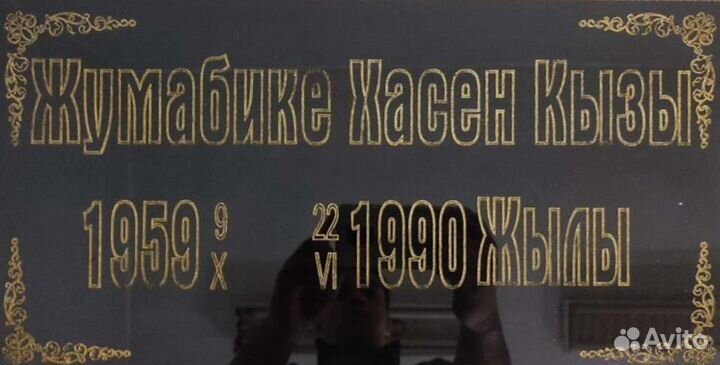 Жумабике Хасен Кызы
1959 9 X 22 VI 1990 Жылы
Avito